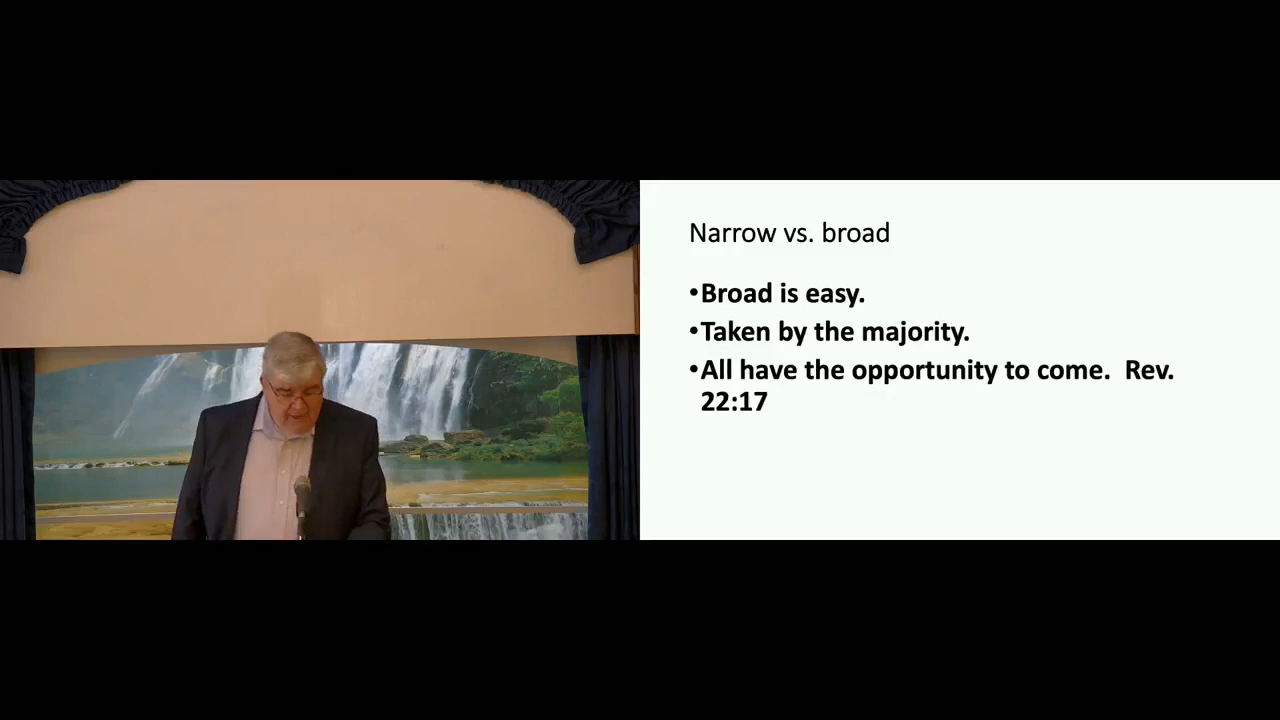 Narrow vs. broad
•Broad is easy.
•Taken by the majority.
•All have the opportunity to come.  Rev.
22:17